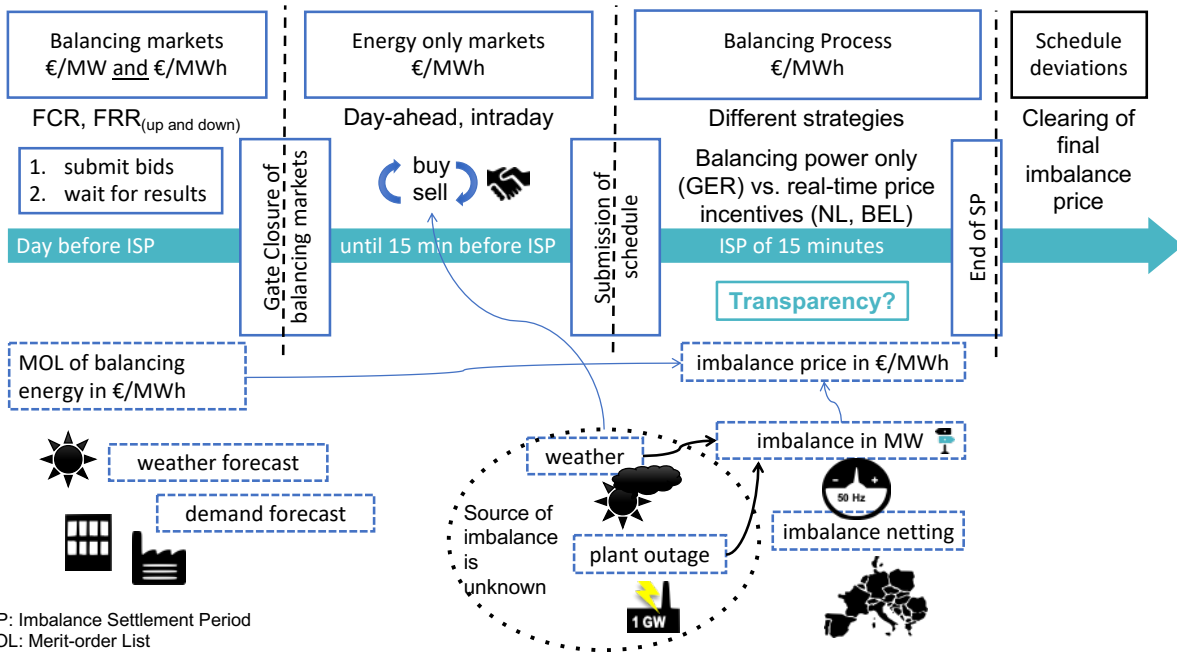 Balancing markets
€/MW and €/MWh
Energy only markets
€/MWh
Balancing Process
€/MWh
Schedule
deviations
FCR, FRR(up and down)
1. submit bids
2. wait for results
Day-ahead, intraday
buy
sell
Different strategies
Balancing power only
(GER) vs. real-time price
incentives (NL, BEL)
Clearing of
final
imbalance
price
Day before ISP
Gate Closure of
balancing markets
until 15 min before ISP
Submission of
schedule
ISP of 15 minutes
End of SP
Transparency?
MOL of balancing
energy in €/MWh
imbalance price in €/MWh
weather forecast
demand forecast
weather
Source of
imbalance
is
unknown
plant outage
1 GW
imbalance in MW
− +
50 Hz
imbalance netting
P: Imbalance Settlement Period
OL: Merit-order List